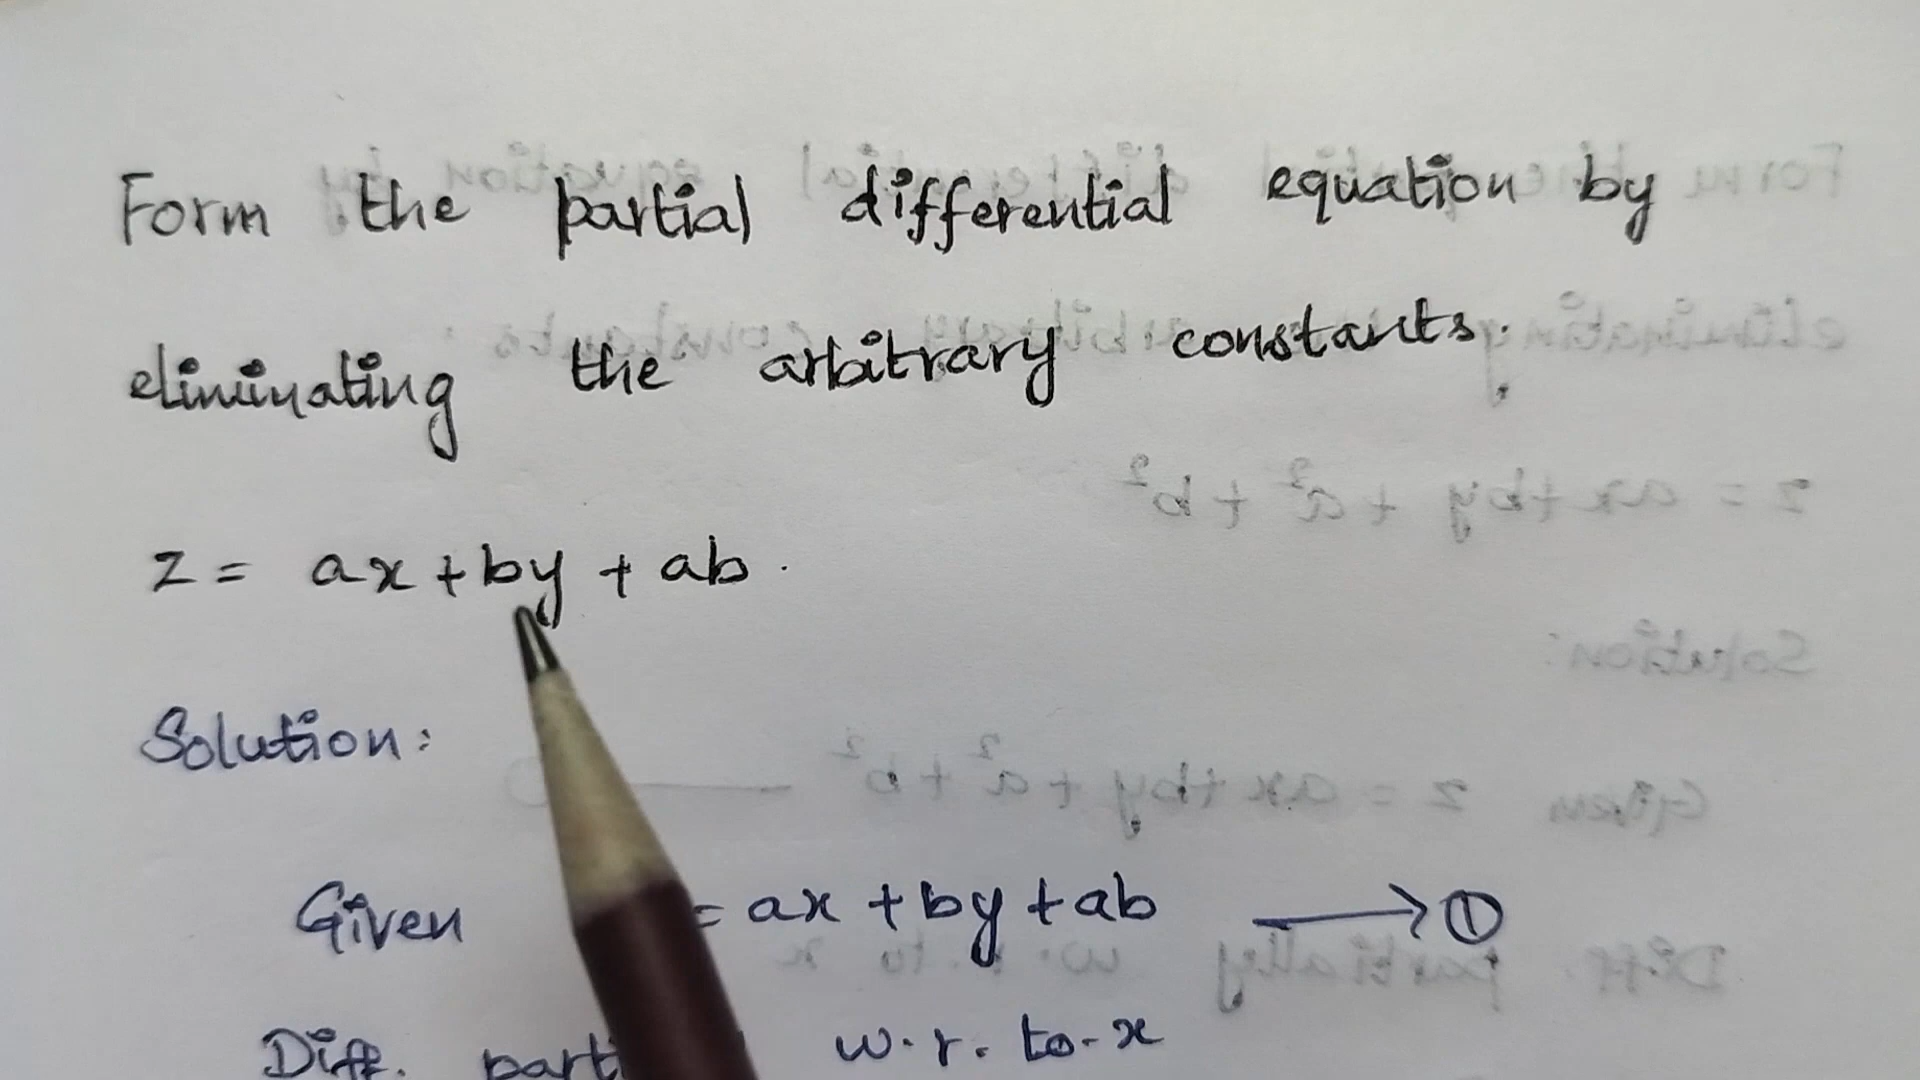 Form the partial differential equation by
eliminating the arbitrary constants.
z = ax + by + ab.
Solution:
Given = ax + by + ab ⟶ ①
Diff. w.r. to. x